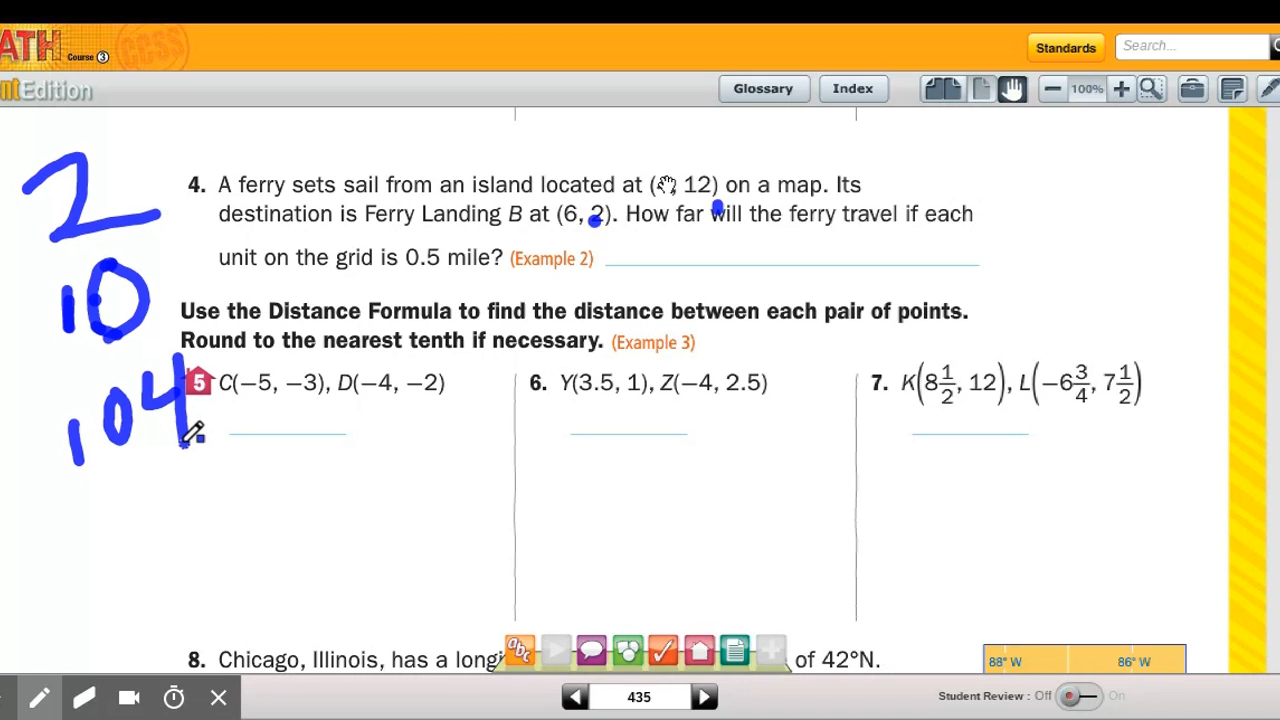 ATH Course 3 CCSS Standards Search...
ntEdition Glossary Index 100%
2
10
104
4. A ferry sets sail from an island located at ( , 12) on a map. Its
destination is Ferry Landing B at (6, 2). How far will the ferry travel if each
unit on the grid is 0.5 mile? (Example 2)
Use the Distance Formula to find the distance between each pair of points.
Round to the nearest tenth if necessary. (Example 3)
5 C(−5, −3), D(−4, −2)
6. Y(3.5, 1), Z(−4, 2.5)
7. K(8 1/2, 12), L(−6 3/4, 7 1/2)
8. Chicago, Illinois, has a longi of 42°N.
88° W 86° W
abc
435 Student Review : Off On